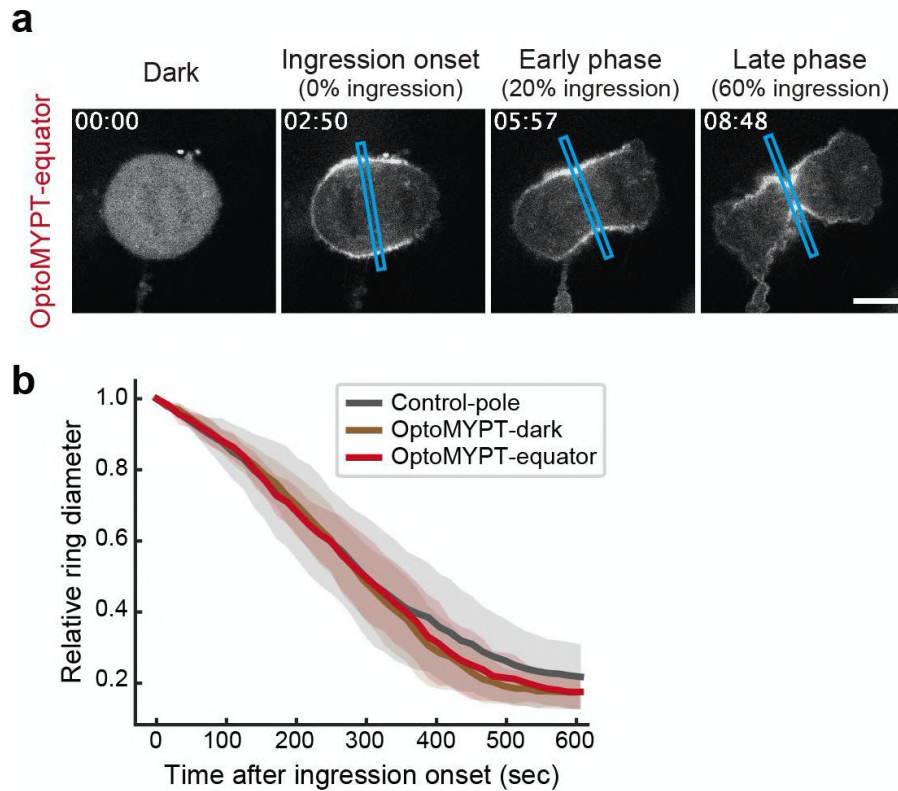 a
Dark
Ingression onset
(0% ingression)
Early phase
(20% ingression)
Late phase
(60% ingression)
OptoMYPT-equator
00:00
02:50
05:57
08:48
b
Control-pole
OptoMYPT-dark
OptoMYPT-equator
Relative ring diameter
1.0
0.8
0.6
0.4
0.2
0
100
200
300
400
500
600
Time after ingression onset (sec)